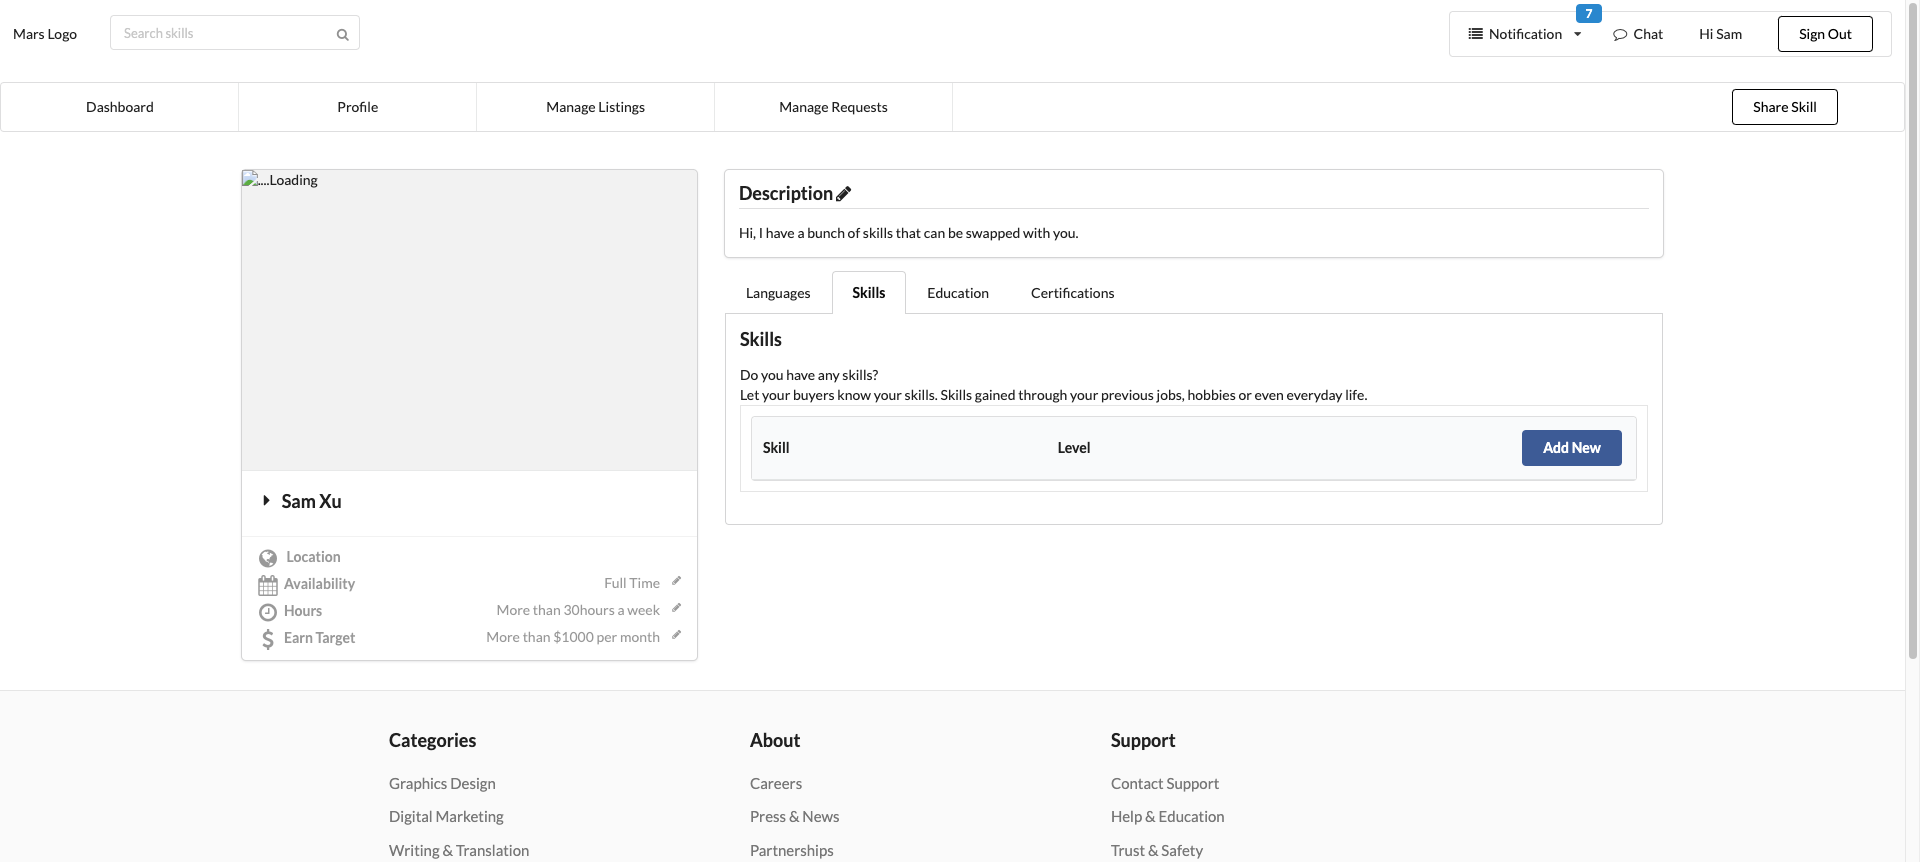 Mars Logo
Search skills
7
Notification
Chat
Hi Sam
Sign Out
Dashboard
Profile
Manage Listings
Manage Requests
Share Skill
....Loading
Sam Xu
Location
Availability
Full Time
Hours
More than 30hours a week
Earn Target
More than $1000 per month
Description
Hi, I have a bunch of skills that can be swapped with you.
Languages
Skills
Education
Certifications
Skills
Do you have any skills?
Let your buyers know your skills. Skills gained through your previous jobs, hobbies or even everyday life.
Skill
Level
Add New
Categories
Graphics Design
Digital Marketing
Writing & Translation
About
Careers
Press & News
Partnerships
Support
Contact Support
Help & Education
Trust & Safety